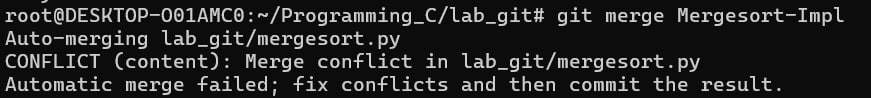 root@DESKTOP-O01AMC0:~/Programming_C/lab_git# git merge Mergesort-Impl
Auto-merging lab_git/mergesort.py
CONFLICT (content): Merge conflict in lab_git/mergesort.py
Automatic merge failed; fix conflicts and then commit the result.